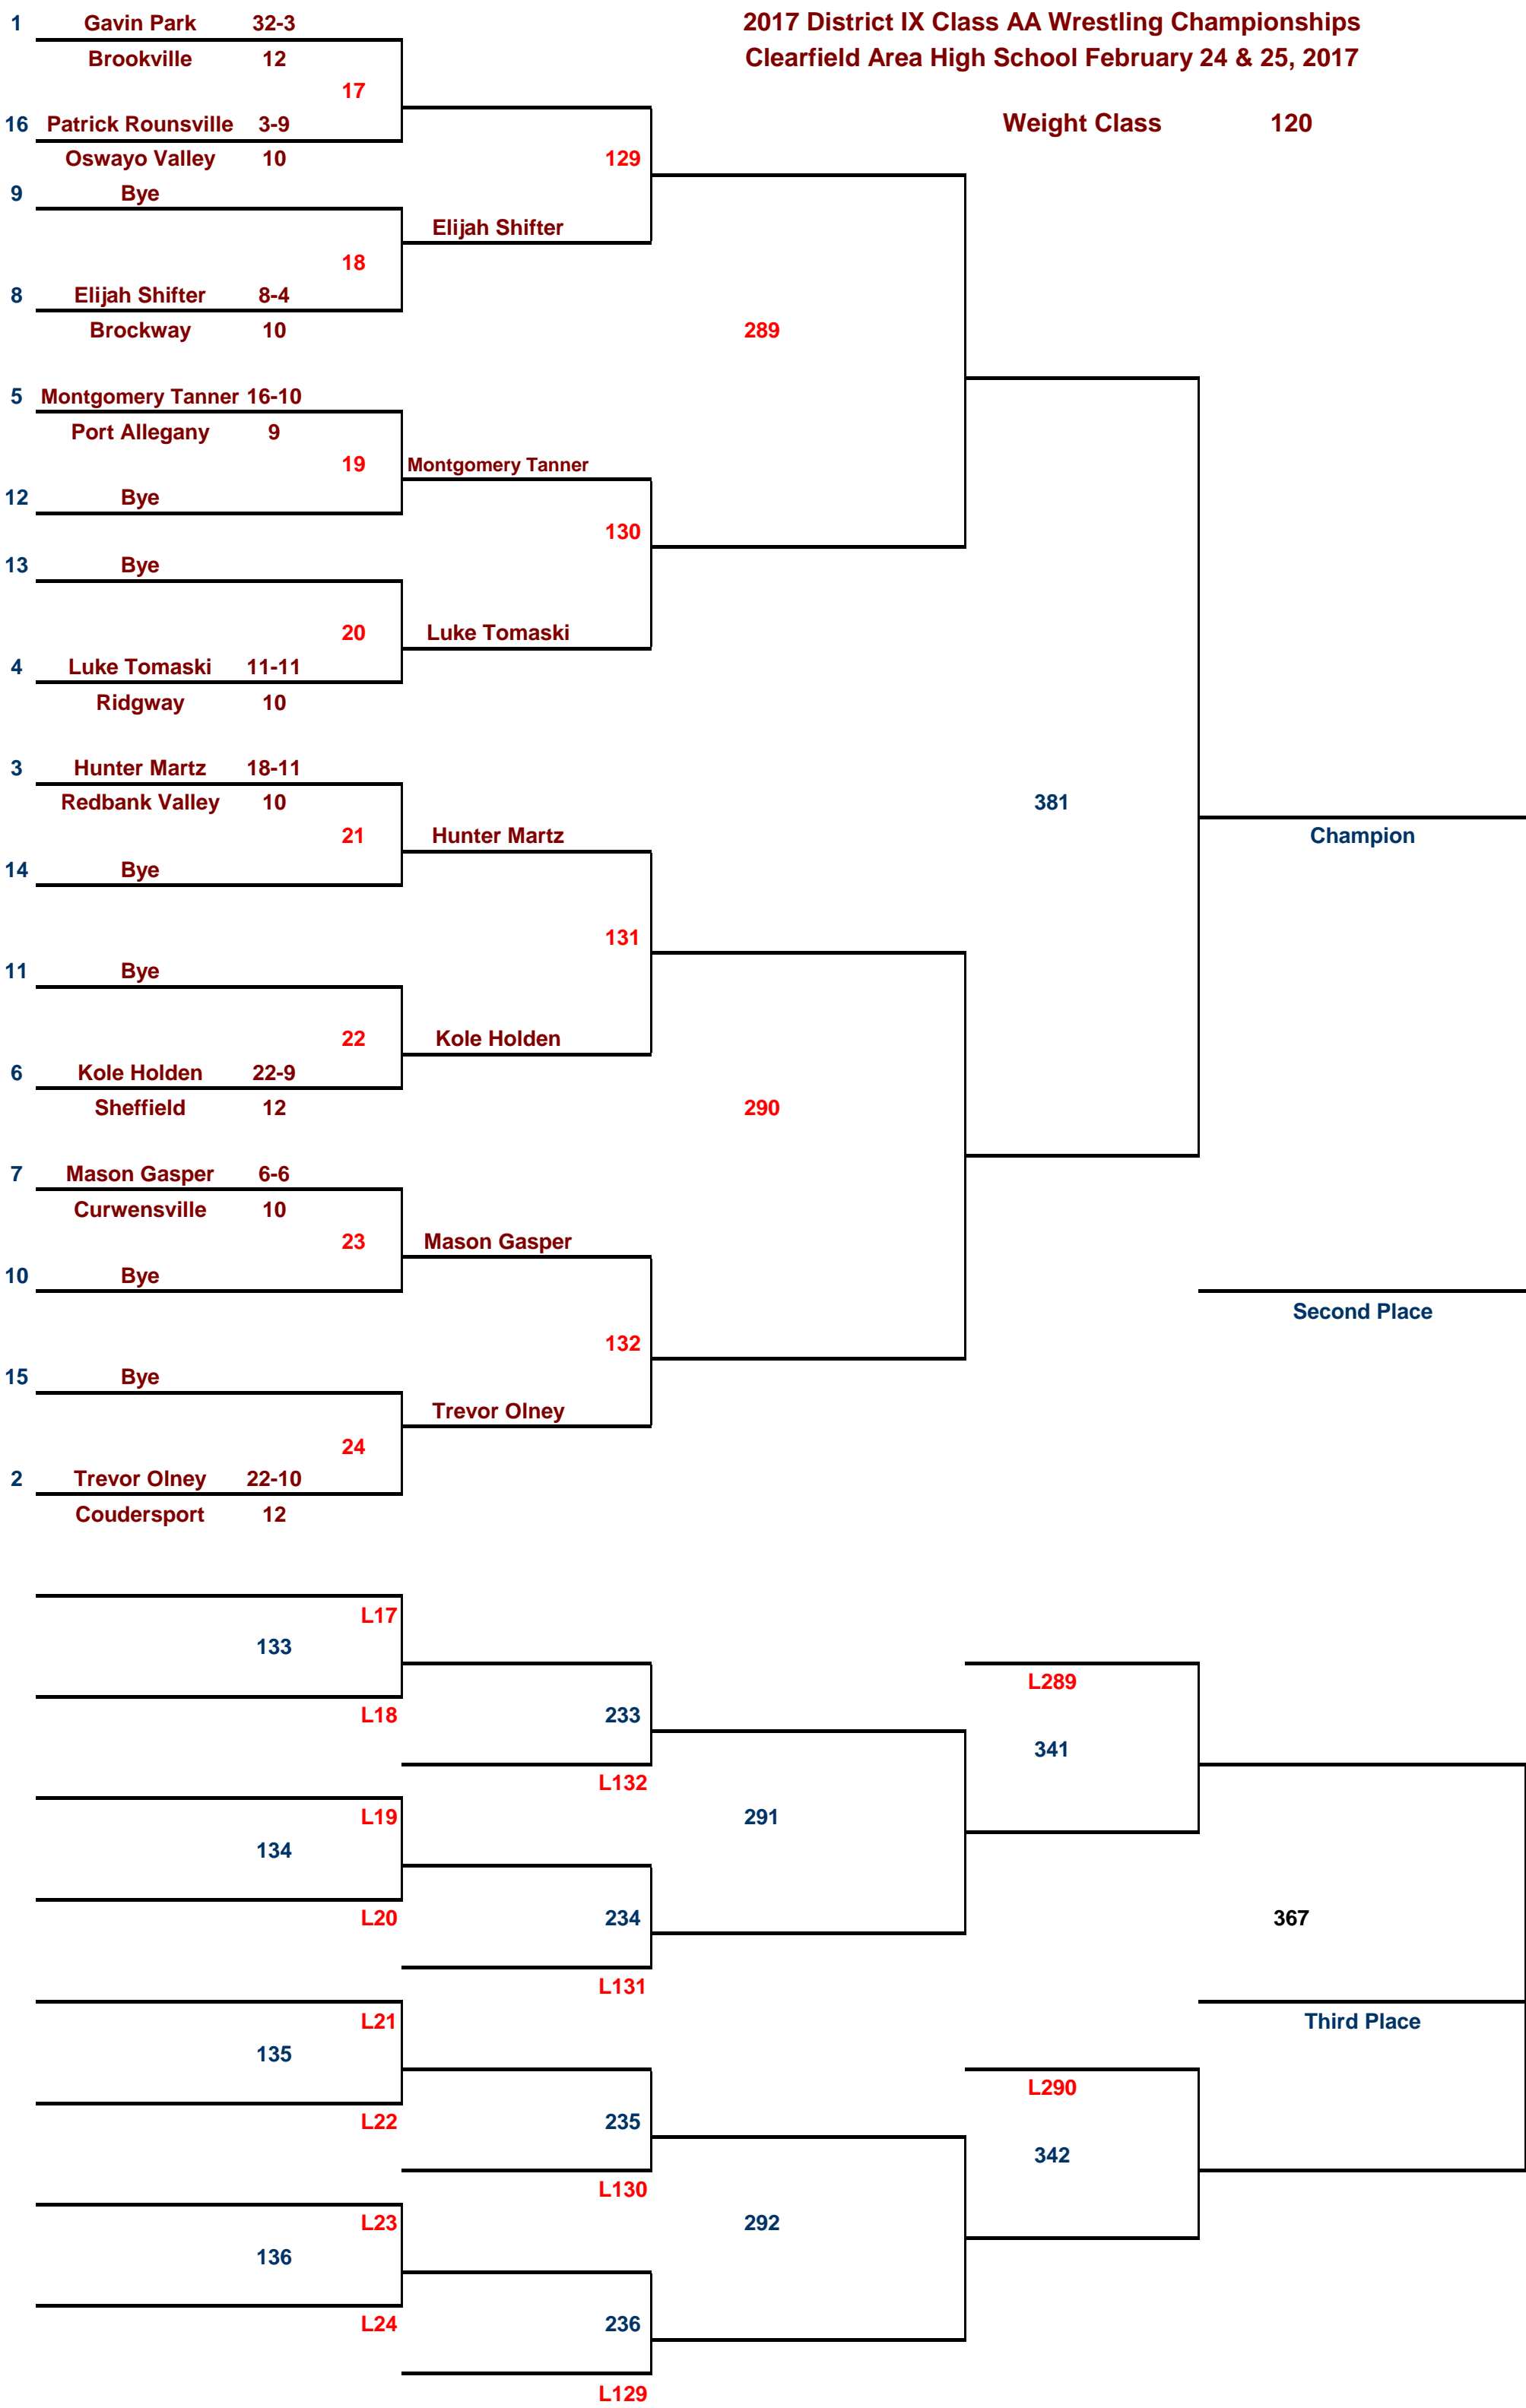 1 Gavin Park 32-3 2017 District IX Class AA Wrestling Championships
Brookville 12 Clearfield Area High School February 24 & 25, 2017
17
16 Patrick Rounsville 3-9 Weight Class 120
Oswayo Valley 10 129
9 Bye
Elijah Shifter
18
8 Elijah Shifter 8-4
Brockway 10 289
5 Montgomery Tanner 16-10
Port Allegany 9
19 Montgomery Tanner
12 Bye
130
13 Bye
20 Luke Tomaski
4 Luke Tomaski 11-11
Ridgway 10
3 Hunter Martz 18-11
Redbank Valley 10 381
21 Hunter Martz Champion
14 Bye
131
11 Bye
22 Kole Holden
6 Kole Holden 22-9
Sheffield 12 290
7 Mason Gasper 6-6
Curwensville 10
23 Mason Gasper
10 Bye
Second Place
132
15 Bye
Trevor Olney
24
2 Trevor Olney 22-10
Coudersport 12
L17
133
L289
L18 233
341
L132
L19 291
134
L20 234 367
L131
L21 Third Place
135
L290
L22 235
342
L130
L23 292
136
L24 236
L129